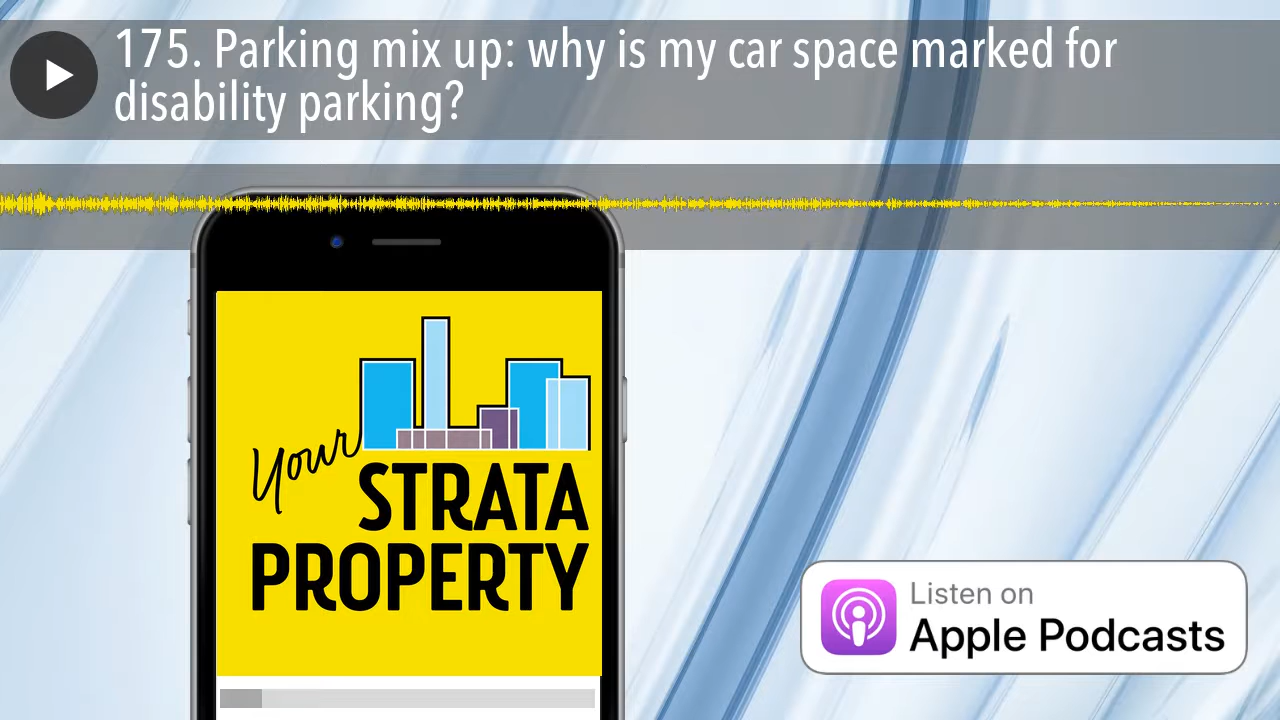 175. Parking mix up: why is my car space marked for
disability parking?
Your
STRATA
PROPERTY
Listen on
Apple Podcasts